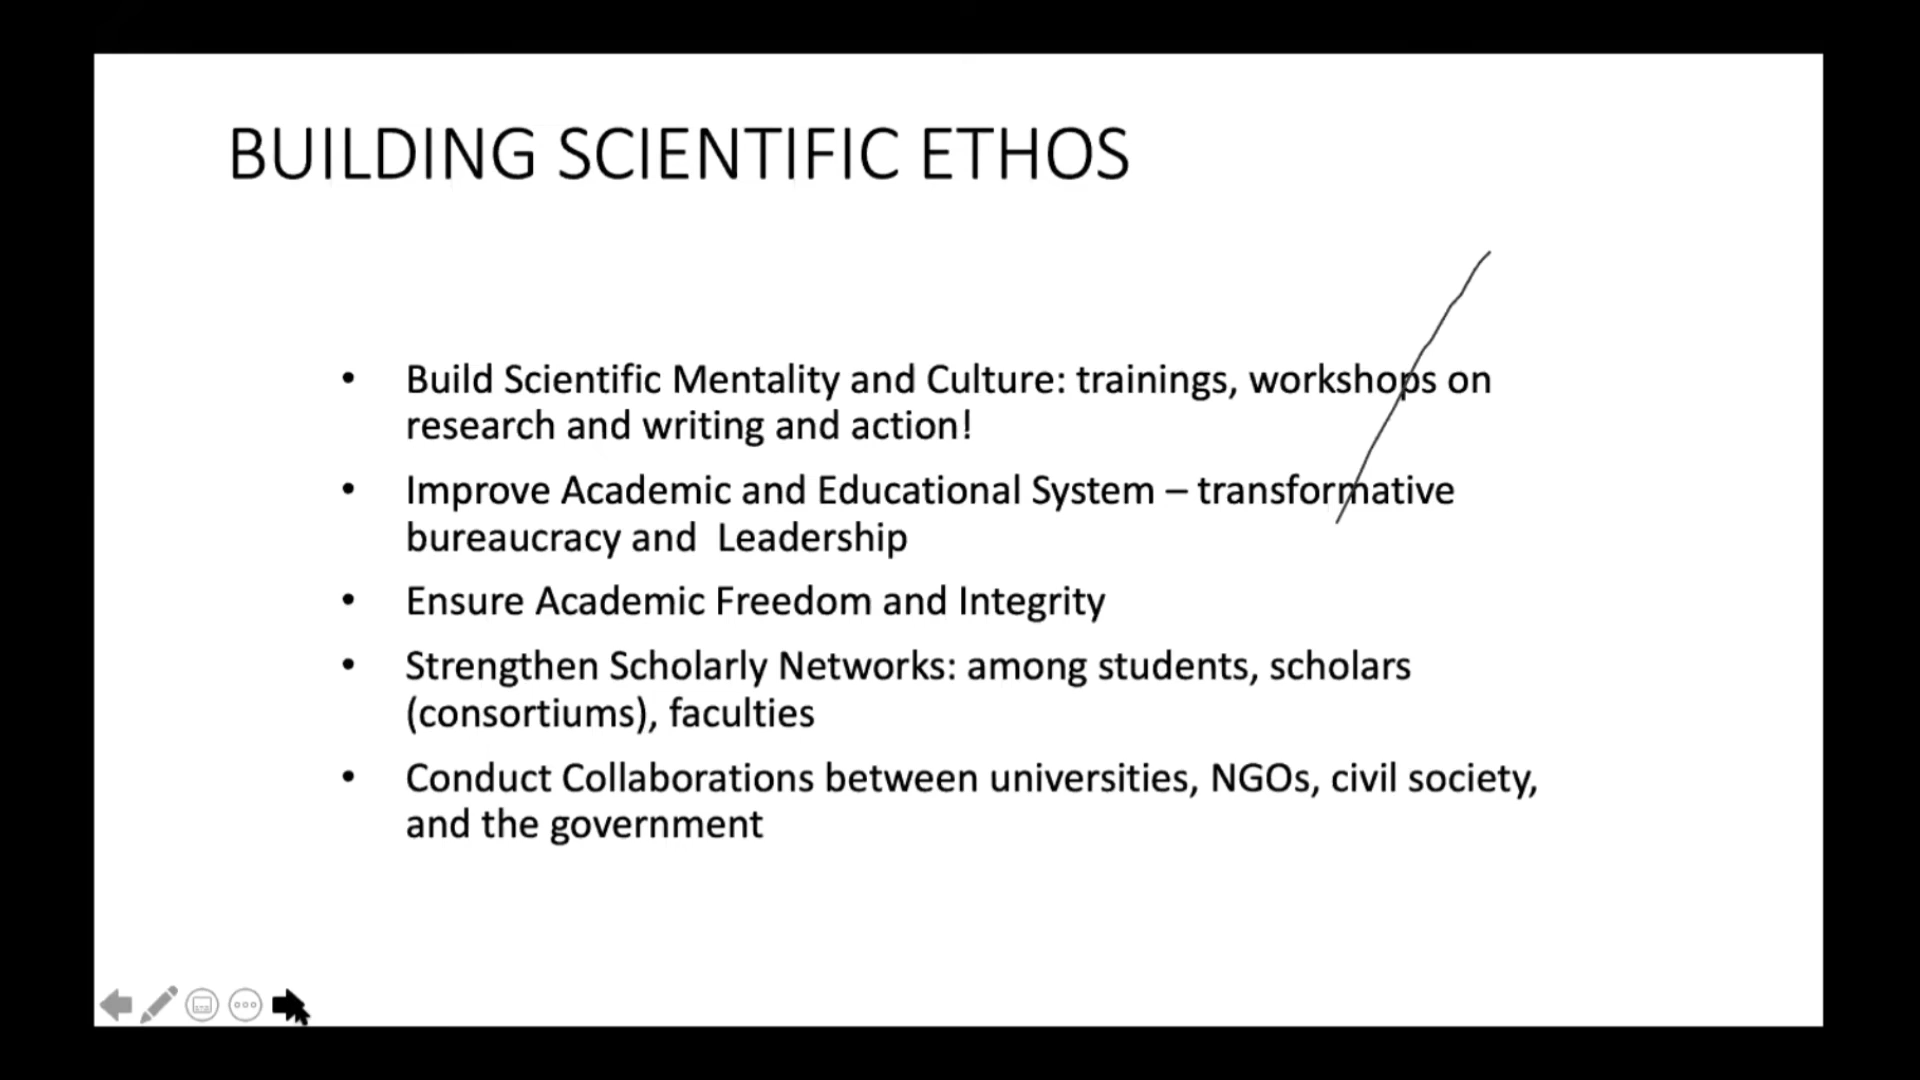 BUILDING SCIENTIFIC ETHOS
• Build Scientific Mentality and Culture: trainings, workshops on
research and writing and action!
• Improve Academic and Educational System – transformative
bureaucracy and  Leadership
• Ensure Academic Freedom and Integrity
• Strengthen Scholarly Networks: among students, scholars
(consortiums), faculties
• Conduct Collaborations between universities, NGOs, civil society,
and the government